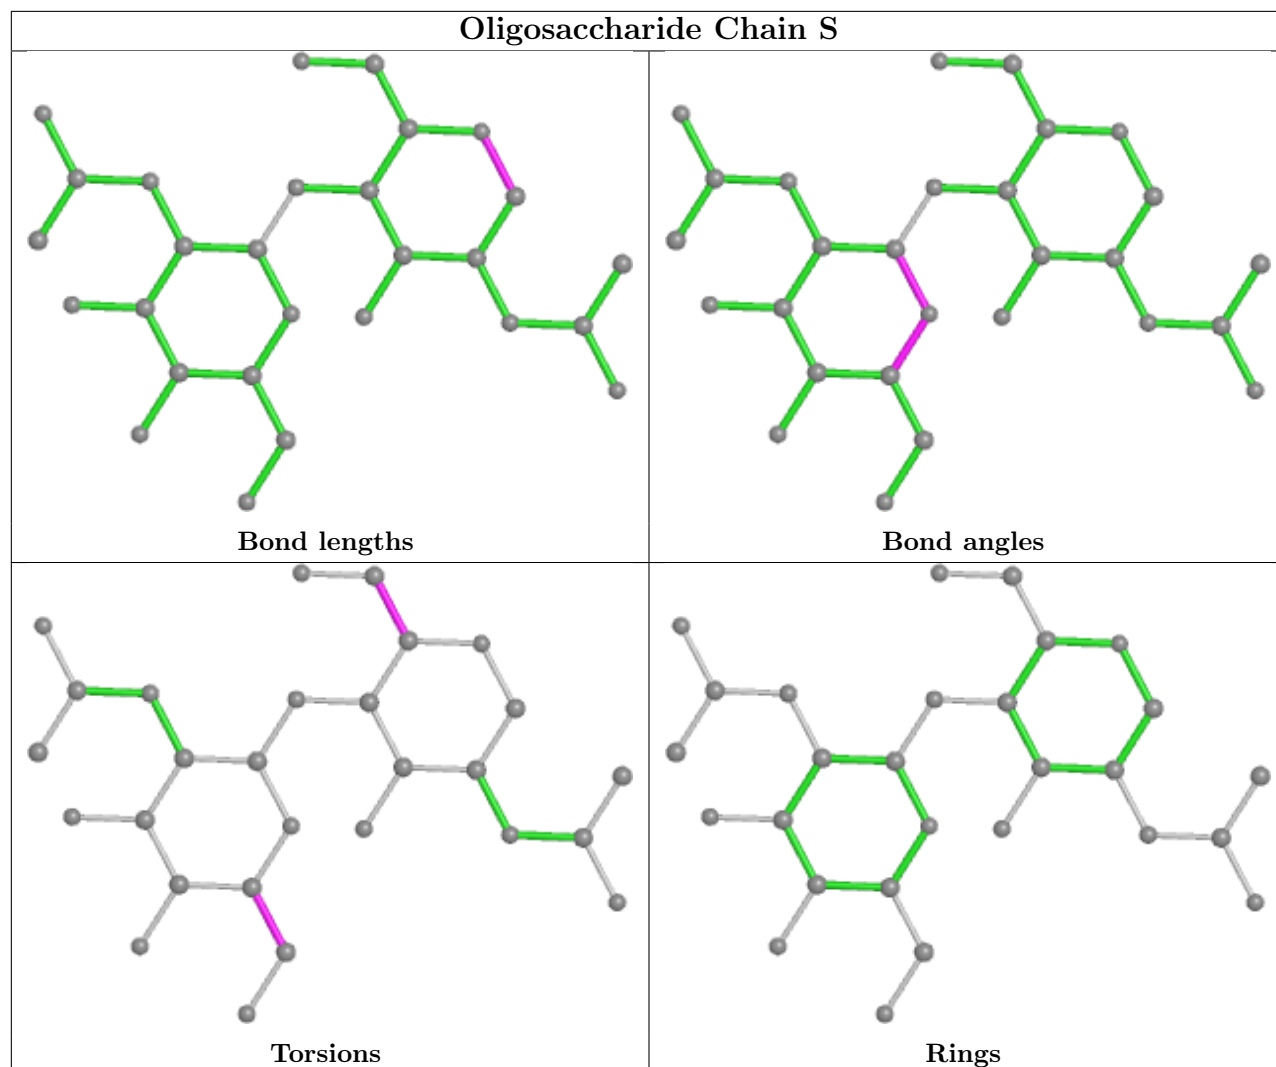 Oligosaccharide Chain S
Bond lengths
Bond angles
Torsions
Rings